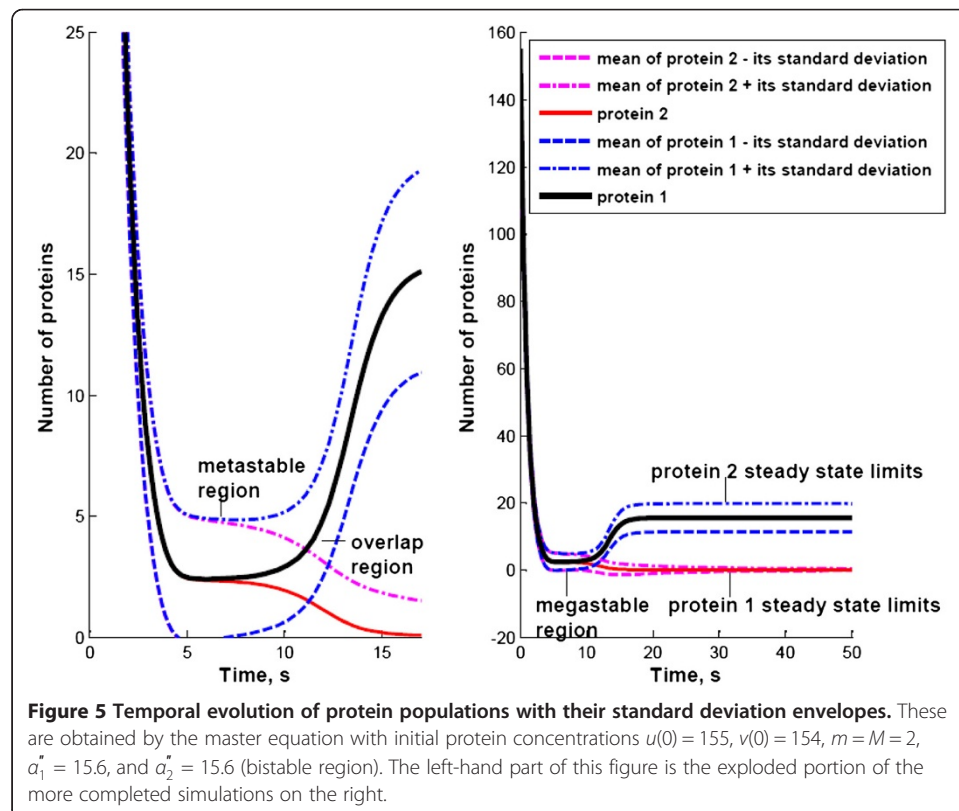 25
20
15
10
5
0
0
5
10
15
Number of proteins
Time, s
metastable
region
overlap
region
160
140
120
100
80
60
40
20
0
-20
0
10
20
30
40
50
Number of proteins
Time, s
mean of protein 2 - its standard deviation
mean of protein 2 + its standard deviation
protein 2
mean of protein 1 - its standard deviation
mean of protein 1 + its standard deviation
protein 1
protein 2 steady state limits
megastable
region
protein 1 steady state limits
Figure 5 Temporal evolution of protein populations with their standard deviation envelopes. These
are obtained by the master equation with initial protein concentrations u(0) = 155, v(0) = 154, m = M = 2,
a″₁ = 15.6, and a″₂ = 15.6 (bistable region). The left-hand part of this figure is the exploded portion of the
more completed simulations on the right.